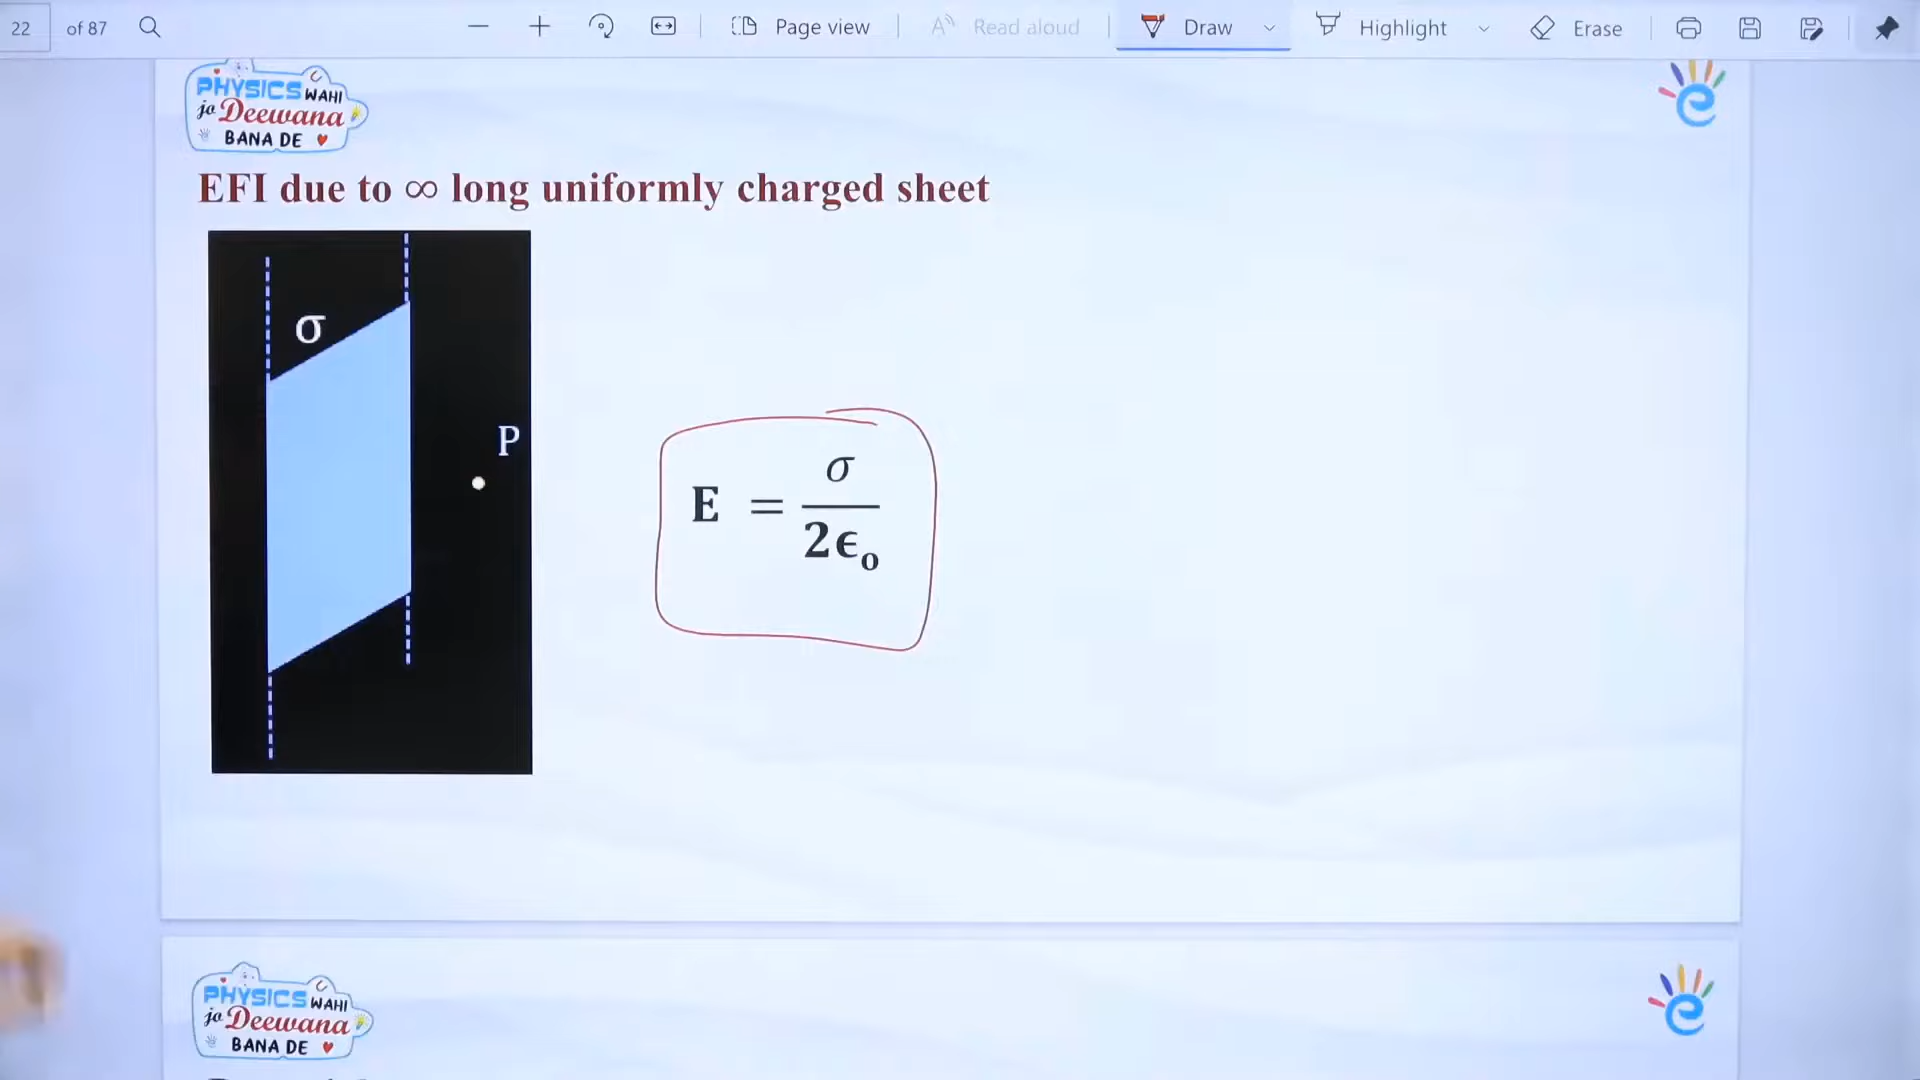 22 of 87 Page view Read aloud Draw Highlight Erase
PHYSICS WAHI
jo Deewana
BANA DE
EFI due to ∞ long uniformly charged sheet
σ
P
E = σ/2ϵ₀
PHYSICS WAHI
jo Deewana
BANA DE